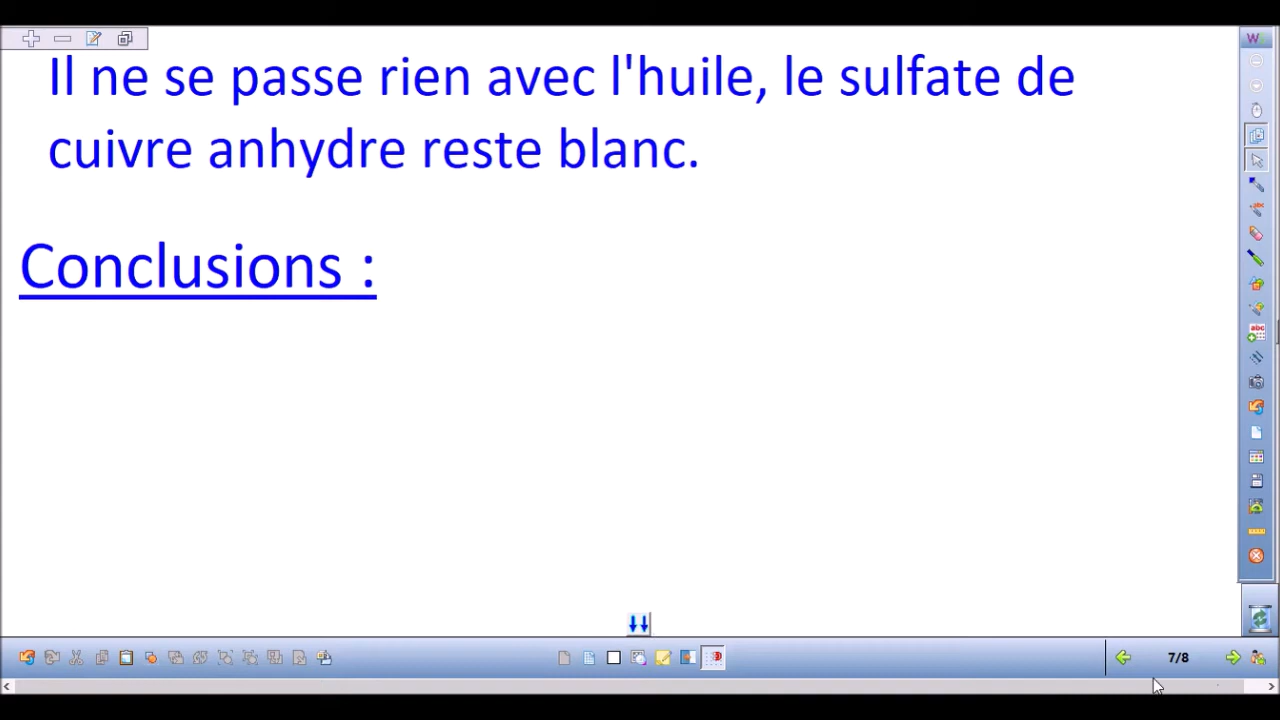 Il ne se passe rien avec l'huile, le sulfate de
cuivre anhydre reste blanc.
Conclusions :
7/8